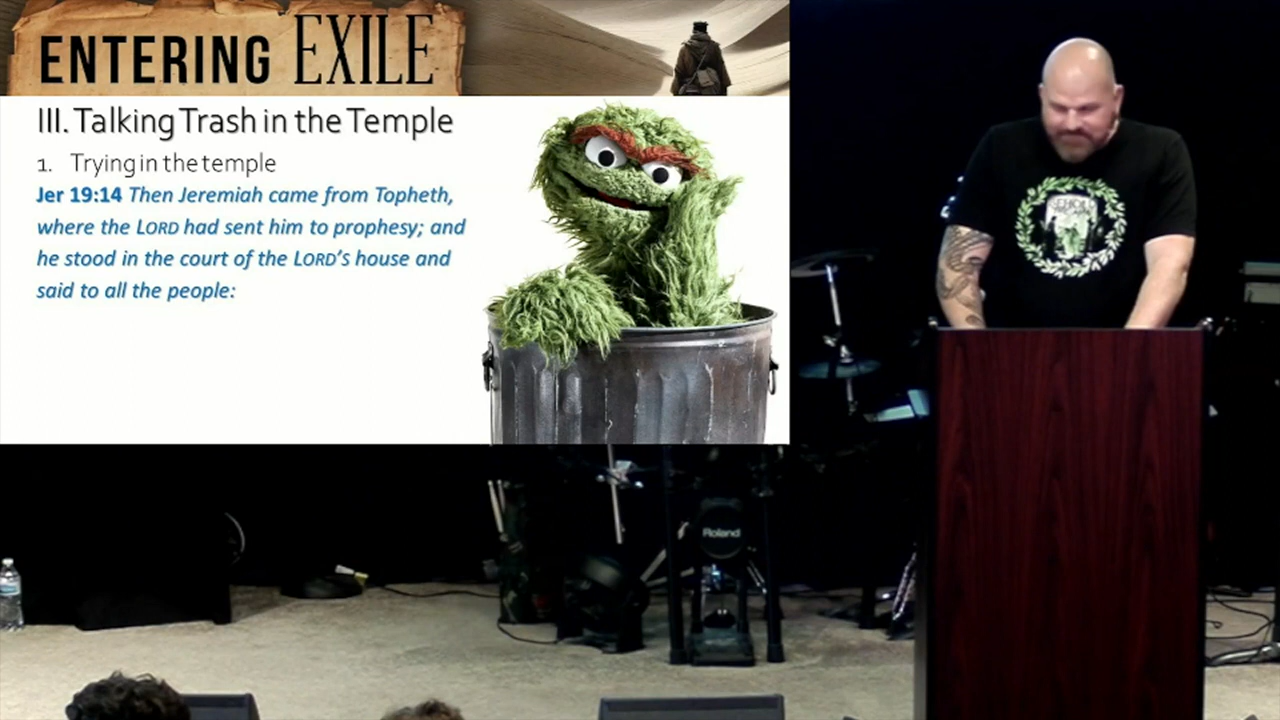 ENTERING EXILE
III. Talking Trash in the Temple
1. Trying in the temple
Jer 19:14 Then Jeremiah came from Topheth,
where the LORD had sent him to prophesy; and
he stood in the court of the LORD'S house and
said to all the people:
Roland